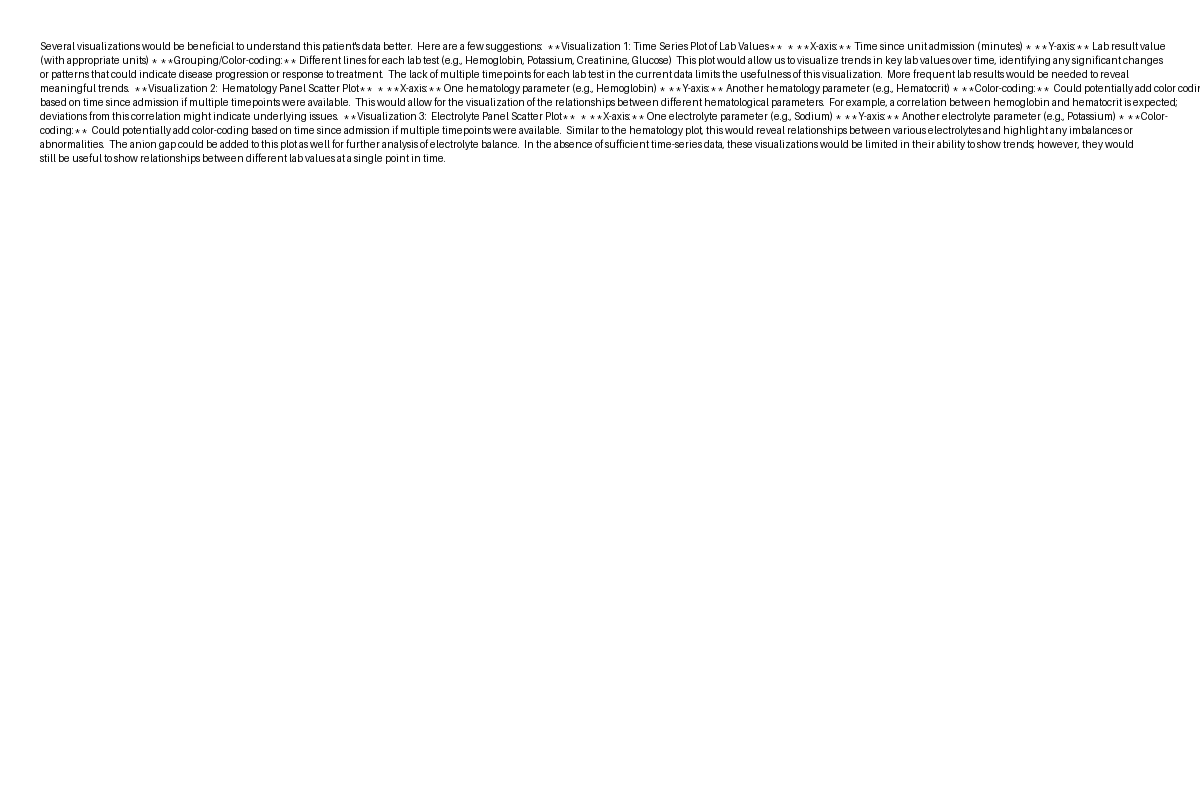 Several visualizations would be beneficial to understand this patient's data better.  Here are a few suggestions:  **Visualization 1: Time Series Plot of Lab Values**  * **X-axis:** Time since unit admission (minutes) * **Y-axis:** Lab result value
(with appropriate units) * **Grouping/Color-coding:** Different lines for each lab test (e.g., Hemoglobin, Potassium, Creatinine, Glucose)  This plot would allow us to visualize trends in key lab values over time, identifying any significant changes
or patterns that could indicate disease progression or response to treatment.  The lack of multiple timepoints for each lab test in the current data limits the usefulness of this visualization.  More frequent lab results would be needed to reveal
meaningful trends.  **Visualization 2:  Hematology Panel Scatter Plot**  * **X-axis:** One hematology parameter (e.g., Hemoglobin) * **Y-axis:** Another hematology parameter (e.g., Hematocrit) * **Color-coding:**  Could potentially add color
based on time since admission if multiple timepoints were available.  This would allow for the visualization of the relationships between different hematological parameters.  For example, a correlation between hemoglobin and hematocrit is expected;
deviations from this correlation might indicate underlying issues.  **Visualization 3:  Electrolyte Panel Scatter Plot**  * **X-axis:** One electrolyte parameter (e.g., Sodium) * **Y-axis:** Another electrolyte parameter (e.g., Potassium) * **Color-
coding:**  Could potentially add color-coding based on time since admission if multiple timepoints were available.  Similar to the hematology plot, this would reveal relationships between various electrolytes and highlight any imbalances or
abnormalities.  The anion gap could be added to this plot as well for further analysis of electrolyte balance.  In the absence of sufficient time-series data, these visualizations would be limited in their ability to show trends; however, they would
still be useful to show relationships between different lab values at a single point in time.